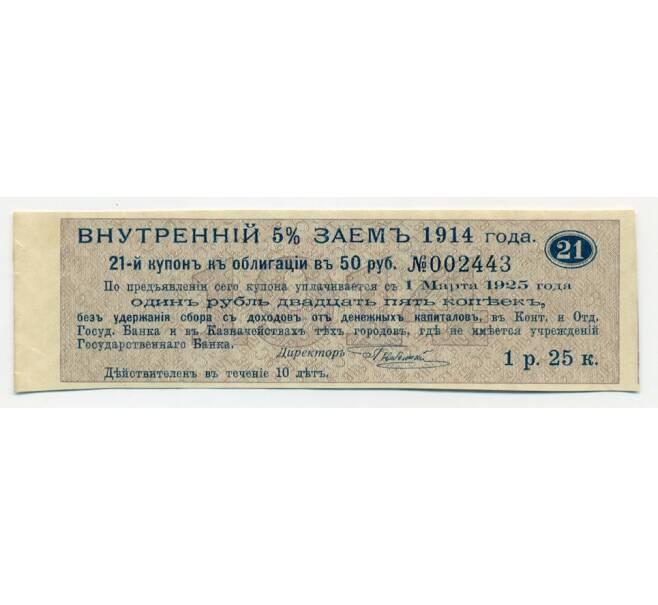 ВНУТРЕННІЙ 5% ЗАЕМЪ 1914 года.
21
21-й купонъ къ облигаціи въ 50 руб. №002443
По предъявленіи сего купона уплачивается съ 1 Марта 1925 года
одинъ рубль двадцать пять копѣекъ,
безъ удержанія сбора съ доходовъ отъ денежныхъ капиталовъ, въ Конт. и Отд.
Госуд. Банка и въ Казначействахъ тѣхъ городовъ, гдѣ не имѣется учрежденій
Государственнаго Банка.
Директоръ
1 р. 25 к.
Дѣйствителенъ въ теченіе 10 лѣтъ.